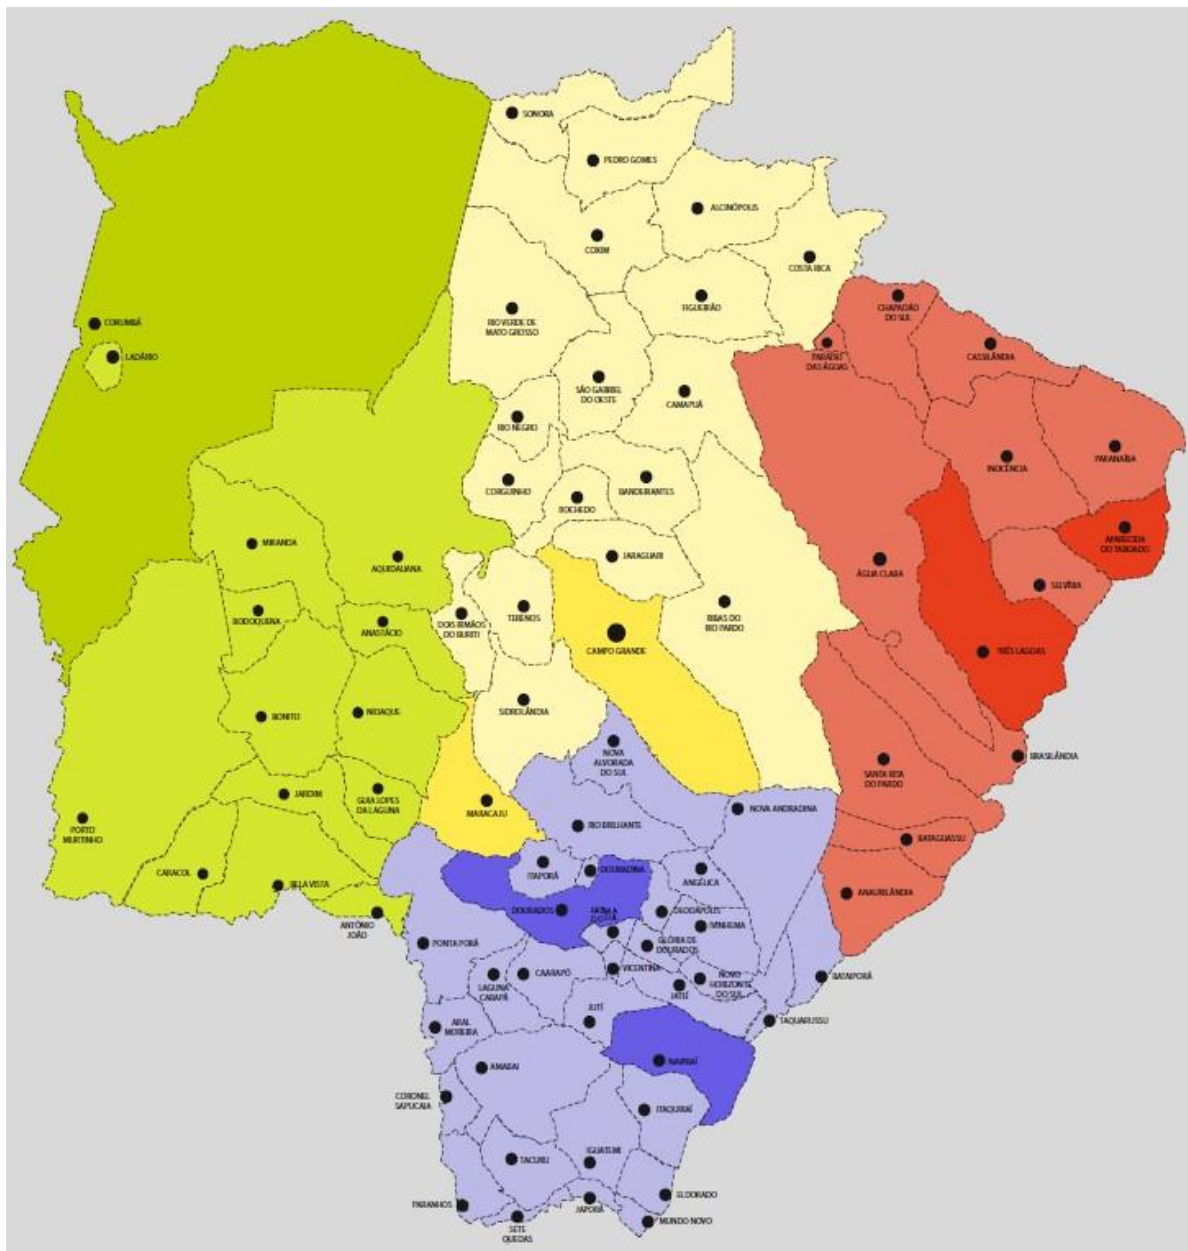 SONORA
PEDRO GOMES
ALCINÓPOLIS
COXIM
COSTA RICA
FIGUEIRÃO
CHAPADÃO
DO SUL
RIO VERDE DE
MATO GROSSO
CORUMBÁ
LADÁRIO
PARAÍSO
DAS ÁGUAS
CASSILÂNDIA
SÃO GABRIEL
DO OESTE
CAMAPUÃ
RIO NEGRO
PARANAÍBA
INOCÊNCIA
CORGUINHO
BANDEIRANTES
ROCHEDO
APARECIDA
DO TABOADO
MIRANDA
AQUIDAUANA
JARAGUARI
ÁGUA CLARA
SELVÍRIA
BODOQUENA
ANASTÁCIO
DOIS IRMÃOS
DO BURITI
TERENOS
RIBAS DO
RIO PARDO
CAMPO GRANDE
TRÊS LAGOAS
SIDROLÂNDIA
BONITO
NIOAQUE
NOVA
ALVORADA
DO SUL
BRASILÂNDIA
SANTA RITA
DO PARDO
JARDIM
GUIA LOPES
DA LAGUNA
MARACAJU
NOVA ANDRADINA
PORTO
MURTINHO
RIO BRILHANTE
BATAGUASSU
CARACOL
BELA VISTA
ITAPORÃ
DOURADINA
ANGÉLICA
ANAURILÂNDIA
ANTÔNIO
JOÃO
DOURADOS
DEODÁPOLIS
IVINHEMA
PONTA PORÃ
GLÓRIA DE
DOURADOS
LAGUNA
CARAPÃ
CAARAPÓ
VICENTINA
JATEÍ
NOVO
HORIZONTE
DO SUL
BATAIPORÃ
JUTÍ
TAQUARUSSU
ARAL
MOREIRA
AMABAI
NAVIRAÍ
CORONEL
SAPUCAIA
ITAQUIRAÍ
TACURU
IGUATEMI
PARANHOS
SETE
QUEDAS
JAPORÃ
ELDORADO
MUNDO NOVO